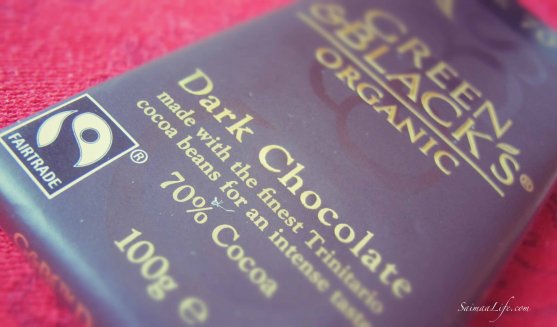 GREEN
&BLACK'S®
ORGANIC
Dark Chocolate
made with the finest Trinitario
cocoa beans for an intense taste
70% Cocoa
100g e
FAIRTRADE
®
SaimaaLife.com